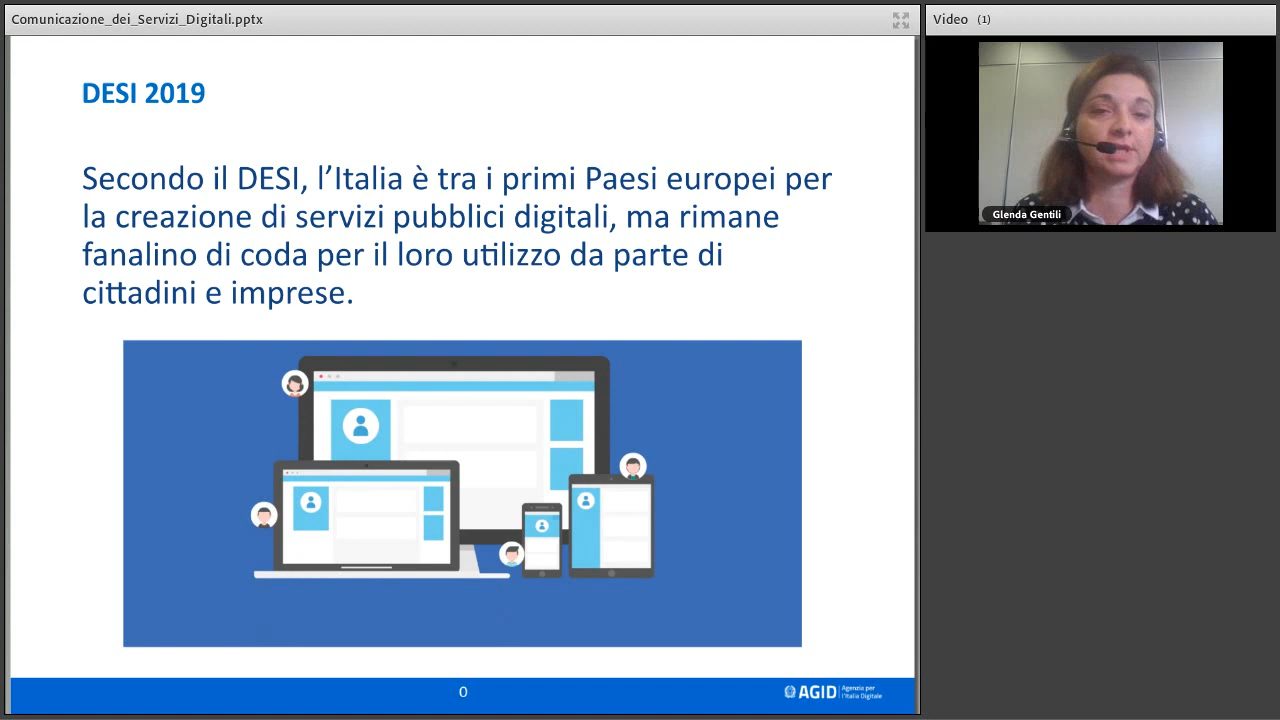 Comunicazione_dei_Servizi_Digitali.pptx
Video (1)
DESI 2019
Secondo il DESI, l’Italia è tra i primi Paesi europei per
la creazione di servizi pubblici digitali, ma rimane
fanalino di coda per il loro utilizzo da parte di
cittadini e imprese.
Glenda Gentili
0
AGID Agenzia per
l'Italia Digitale